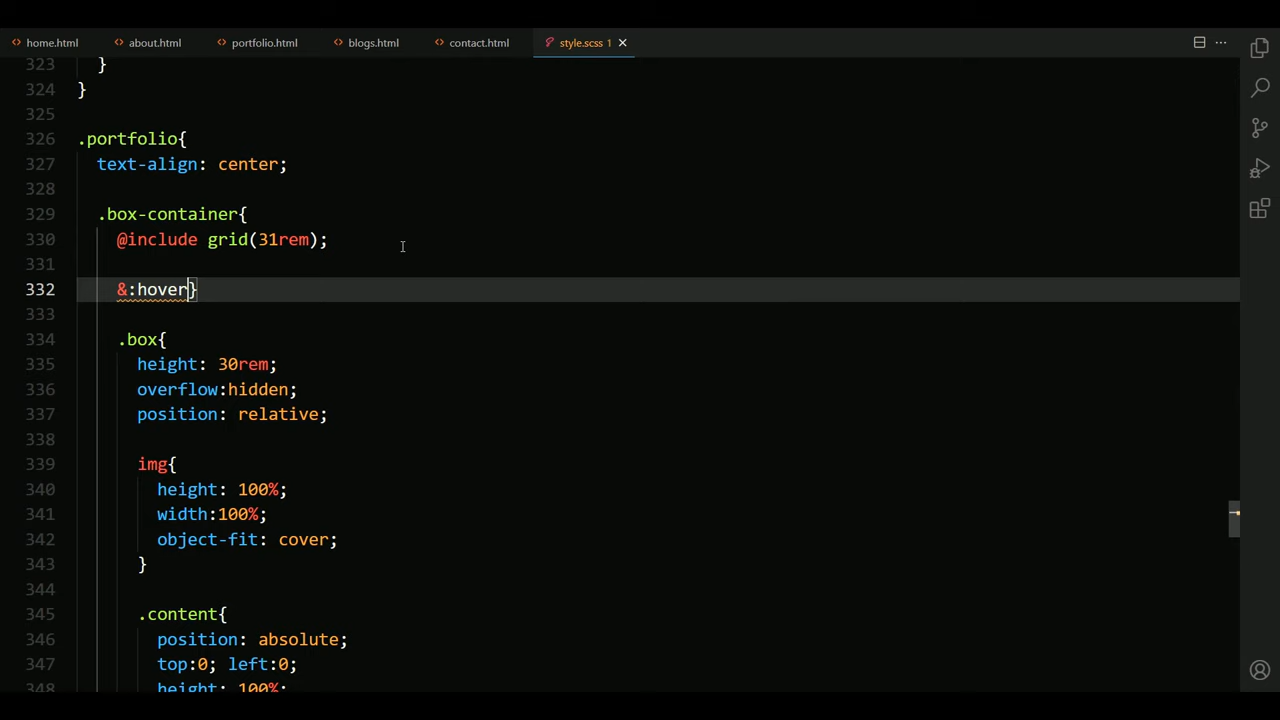 home.html about.html portfolio.html blogs.html contact.html style.scss 1
323 }
324 }
325
326 .portfolio{
327 text-align: center;
328
329 .box-container{
330 @include grid(31rem);
331
332 &:hover}
333
334 .box{
335 height: 30rem;
336 overflow:hidden;
337 position: relative;
338
339 img{
340 height: 100%;
341 width:100%;
342 object-fit: cover;
343 }
344
345 .content{
346 position: absolute;
347 top:0; left:0;
348 height: 100%;